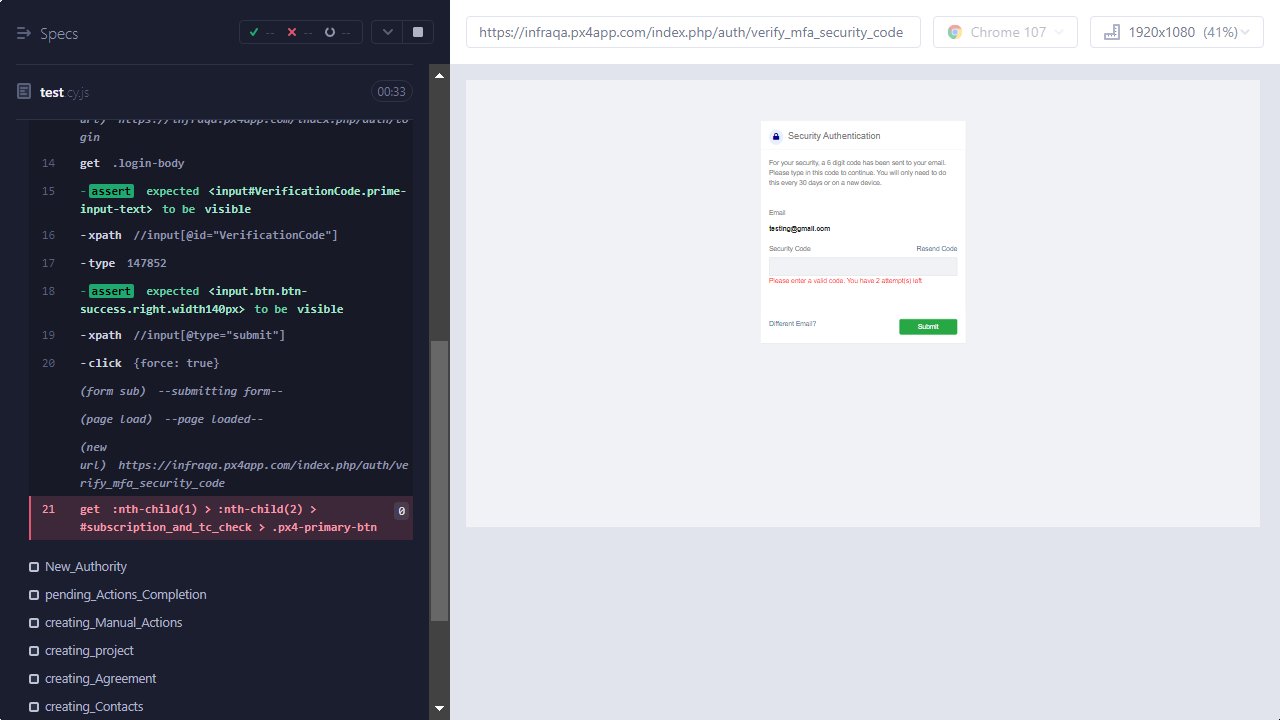 Specs
-- -- --
test.cy.js
00:33
url) https://infraqa.px4app.com/index.php/auth/lo
gin
14 get .login-body
15 -assert expected <input#VerificationCode.prime-
input-text> to be visible
16 -xpath //input[@id="VerificationCode"]
17 -type 147852
18 -assert expected <input.btn.btn-
success.right.width140px> to be visible
19 -xpath //input[@type="submit"]
20 -click {force: true}
(form sub) --submitting form--
(page load) --page loaded--
(new
url) https://infraqa.px4app.com/index.php/auth/ve
rify_mfa_security_code
21 get :nth-child(1) > :nth-child(2) >
#subscription_and_tc_check > .px4-primary-btn
0
New_Authority
pending_Actions_Completion
creating_Manual_Actions
creating_project
creating_Agreement
creating_Contacts
https://infraqa.px4app.com/index.php/auth/verify_mfa_security_code
Chrome 107
1920x1080 (41%)
Security Authentication
For your security, a 6 digit code has been sent to your email.
Please type in this code to continue. You will only need to do
this every 30 days or on a new device.
Email
testing@gmail.com
Security Code
Resend Code
Please enter a valid code. You have 2 attempt(s) left
Different Email?
Submit